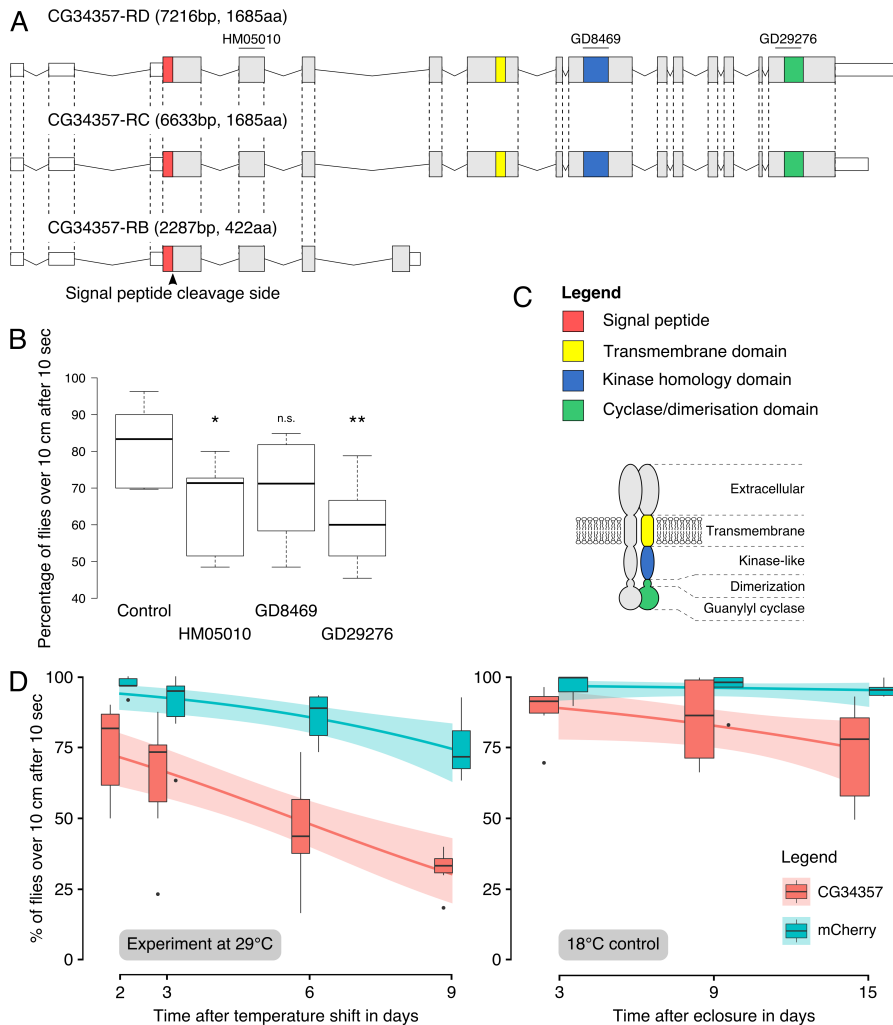 A
CG34357-RD (7216bp, 1685aa)
HM05010
GD8469
GD29276
CG34357-RC (6633bp, 1685aa)
CG34357-RB (2287bp, 422aa)
Signal peptide cleavage side
B
Percentage of flies over 10 cm after 10 sec
100
90
80
70
60
50
40
*
n.s.
**
Control
HM05010
GD8469
GD29276
C
Legend
Signal peptide
Transmembrane domain
Kinase homology domain
Cyclase/dimerisation domain
Extracellular
Transmembrane
Kinase-like
Dimerization
Guanylyl cyclase
D
% of flies over 10 cm after 10 sec
100
75
50
25
0
Experiment at 29°C
2
3
6
9
Time after temperature shift in days
100
75
50
25
0
18°C control
3
9
15
Time after eclosure in days
Legend
CG34357
mCherry